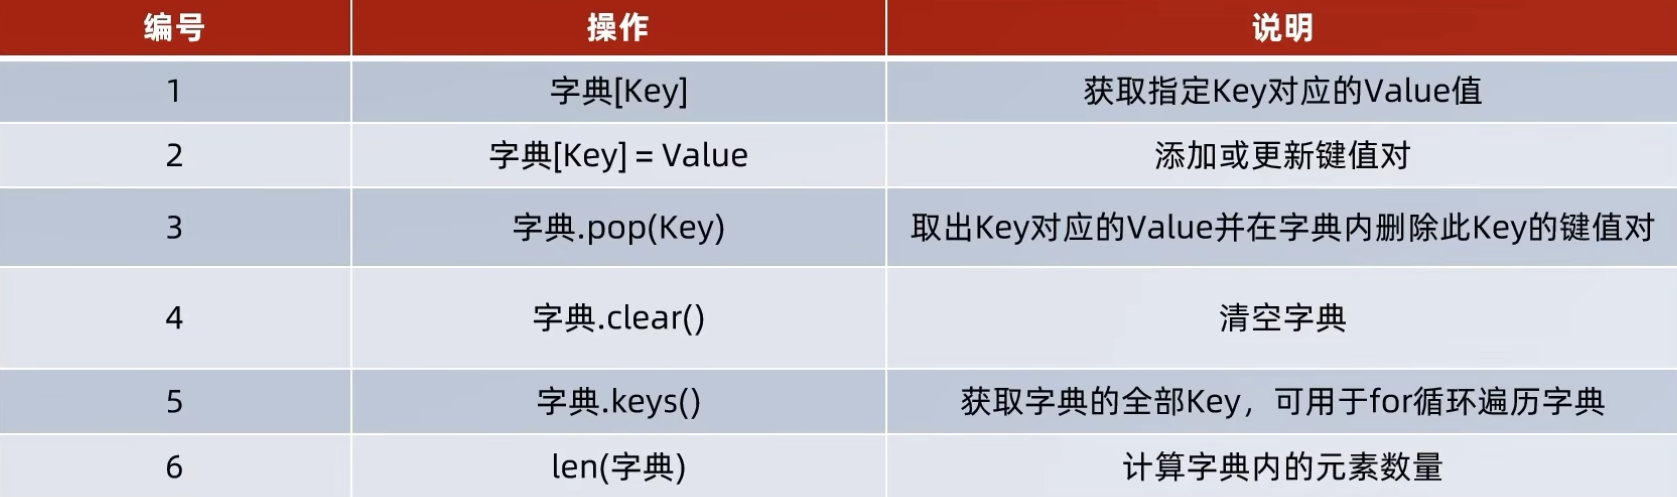 编号 操作 说明
1 字典[Key] 获取指定Key对应的Value值
2 字典[Key] = Value 添加或更新键值对
3 字典.pop(Key) 取出Key对应的Value并在字典内删除此Key的键值对
4 字典.clear() 清空字典
5 字典.keys() 获取字典的全部Key，可用于for循环遍历字典
6 len(字典) 计算字典内的元素数量